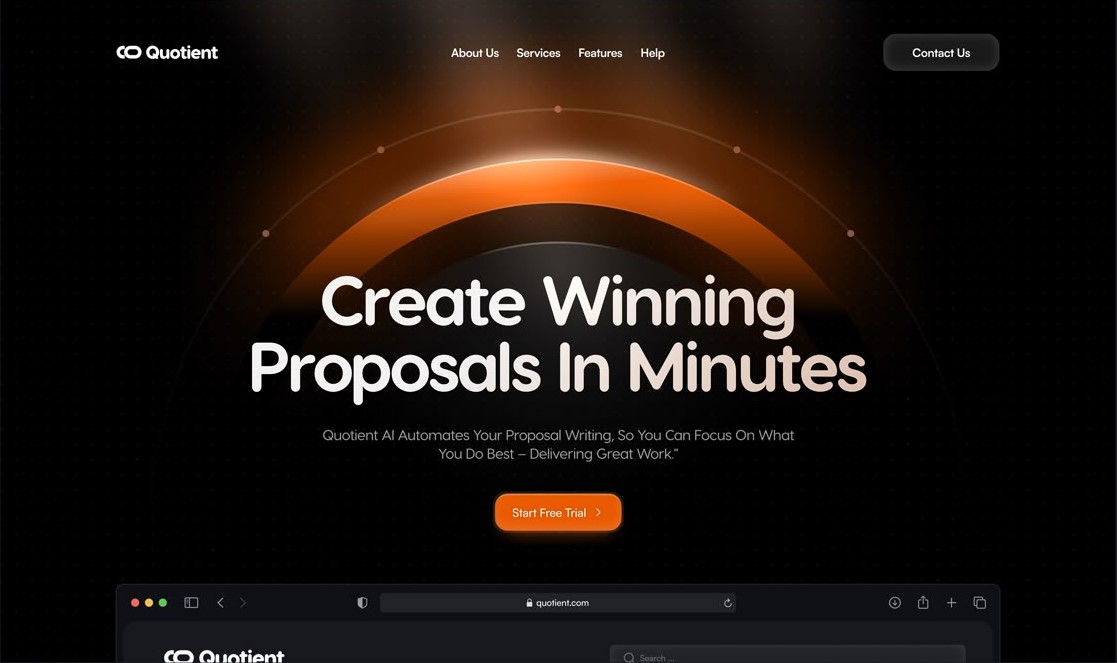 Quotient
About Us
Services
Features
Help
Contact Us
Create Winning
Proposals In Minutes
Quotient AI Automates Your Proposal Writing, So You Can Focus On What
You Do Best – Delivering Great Work."
Start Free Trial
quotient.com
Quotient
Search ...